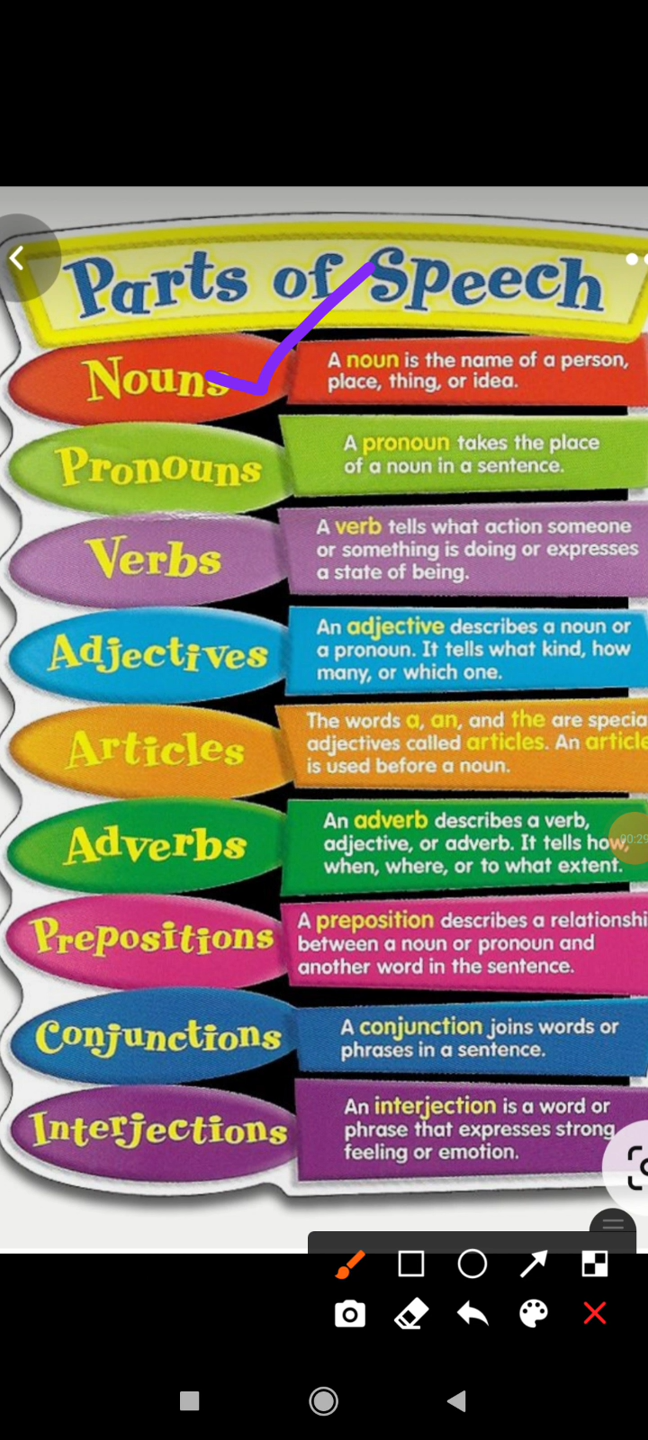 Parts of Speech
Nouns
A noun is the name of a person,
place, thing, or idea.
Pronouns
A pronoun takes the place
of a noun in a sentence.
Verbs
A verb tells what action someone
or something is doing or expresses
a state of being.
Adjectives
An adjective describes a noun or
a pronoun. It tells what kind, how
many, or which one.
Articles
The words a, an, and the are specia
adjectives called articles. An article
is used before a noun.
Adverbs
An adverb describes a verb,
adjective, or adverb. It tells how,
when, where, or to what extent.
00:29
Prepositions
A preposition describes a relationshi
between a noun or pronoun and
another word in the sentence.
Conjunctions
A conjunction joins words or
phrases in a sentence.
Interjections
An interjection is a word or
phrase that expresses strong
feeling or emotion.